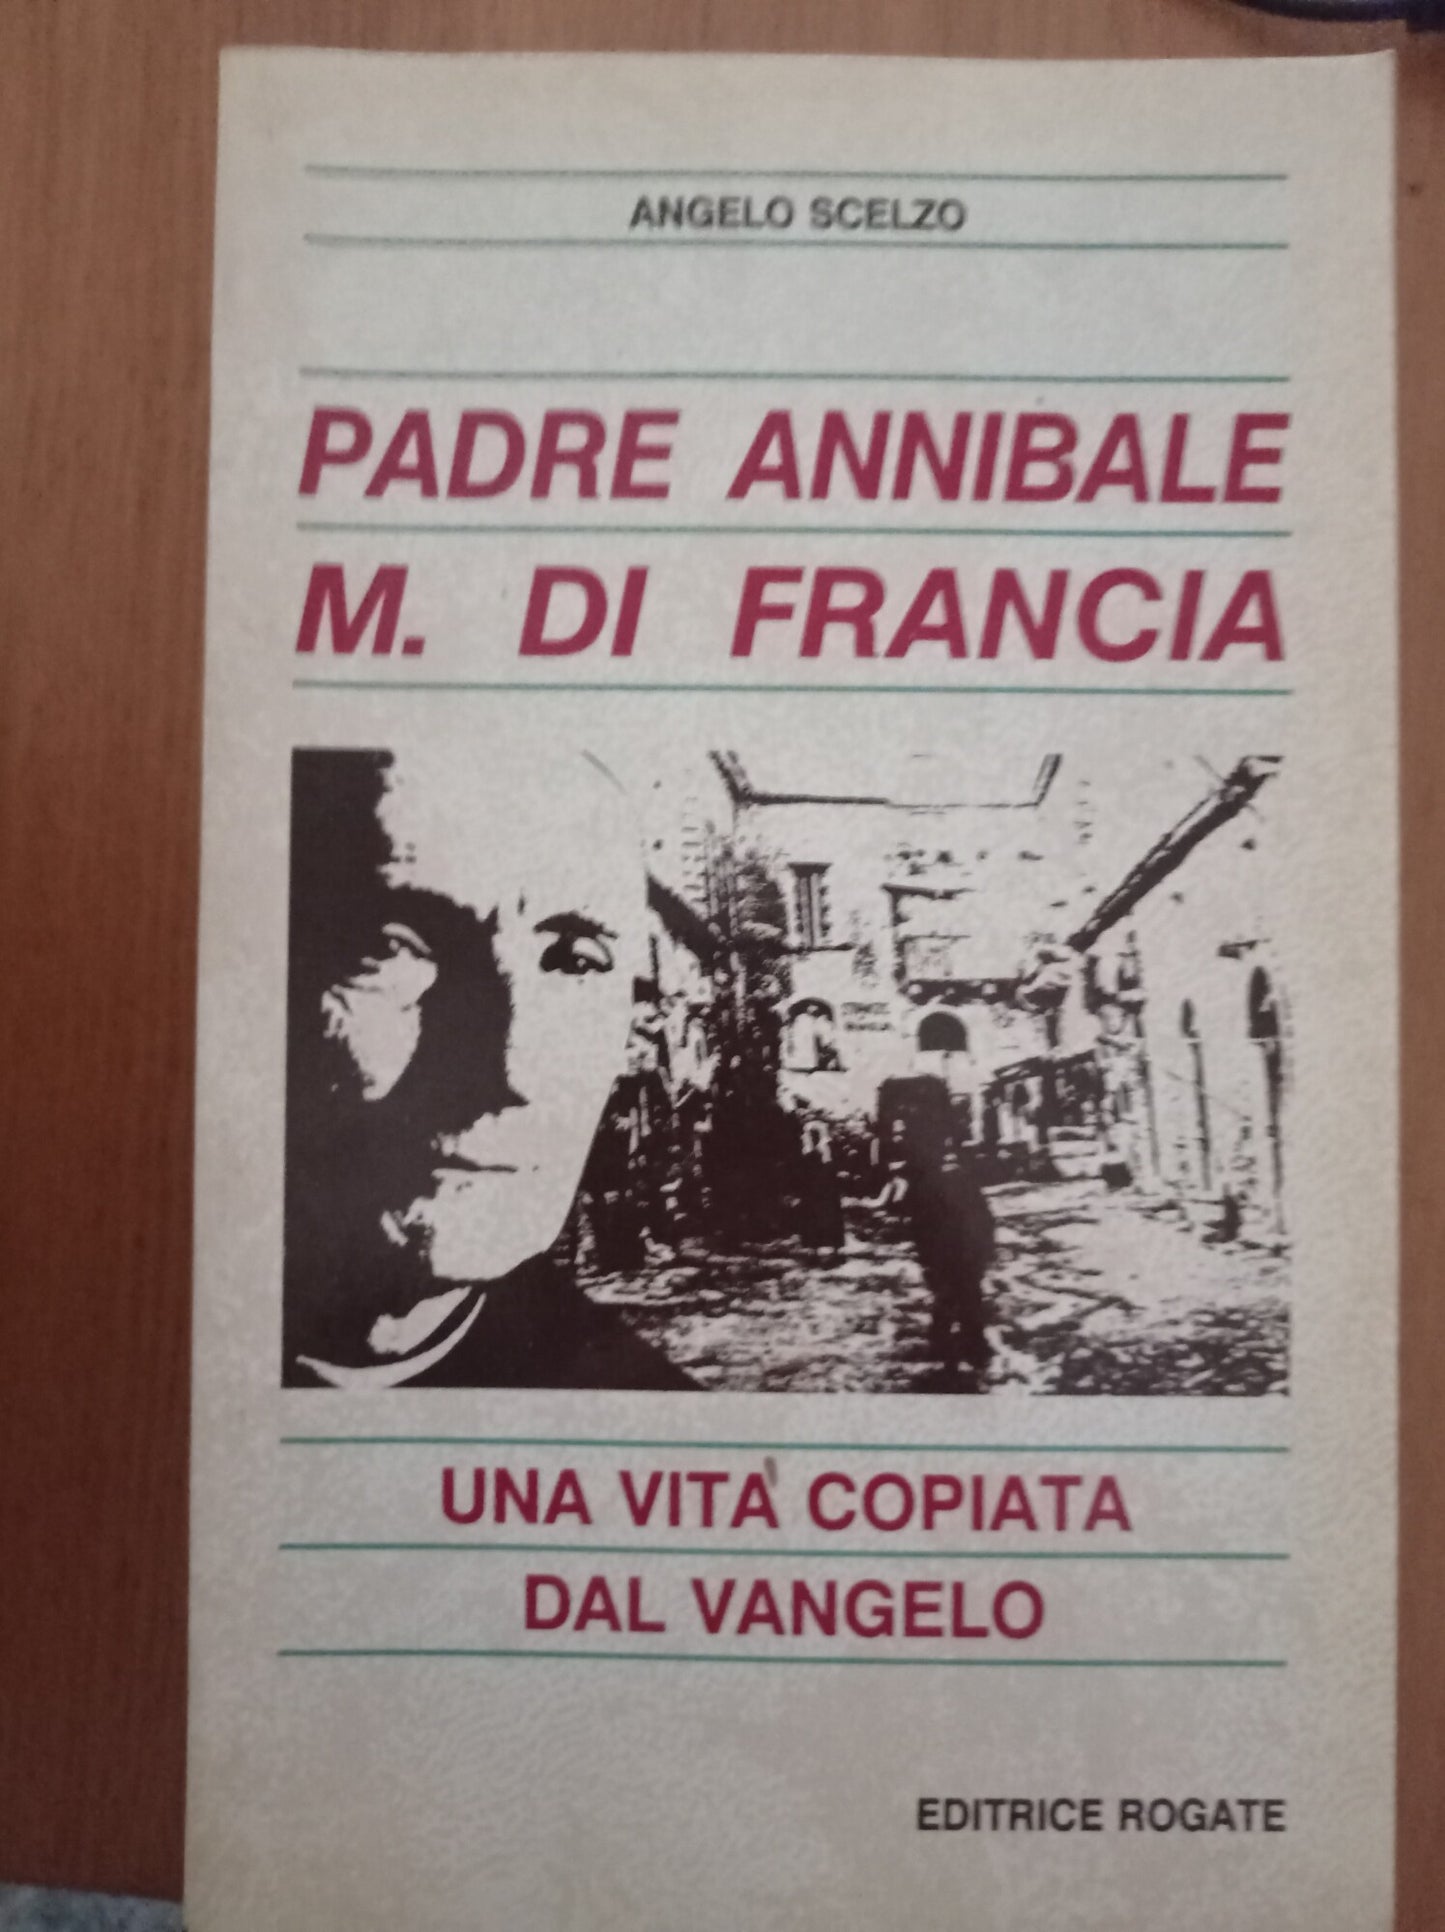 ANGELO SCELZO
PADRE ANNIBALE
M. DI FRANCIA
UNA VITA COPIATA
DAL VANGELO
EDITRICE ROGATE